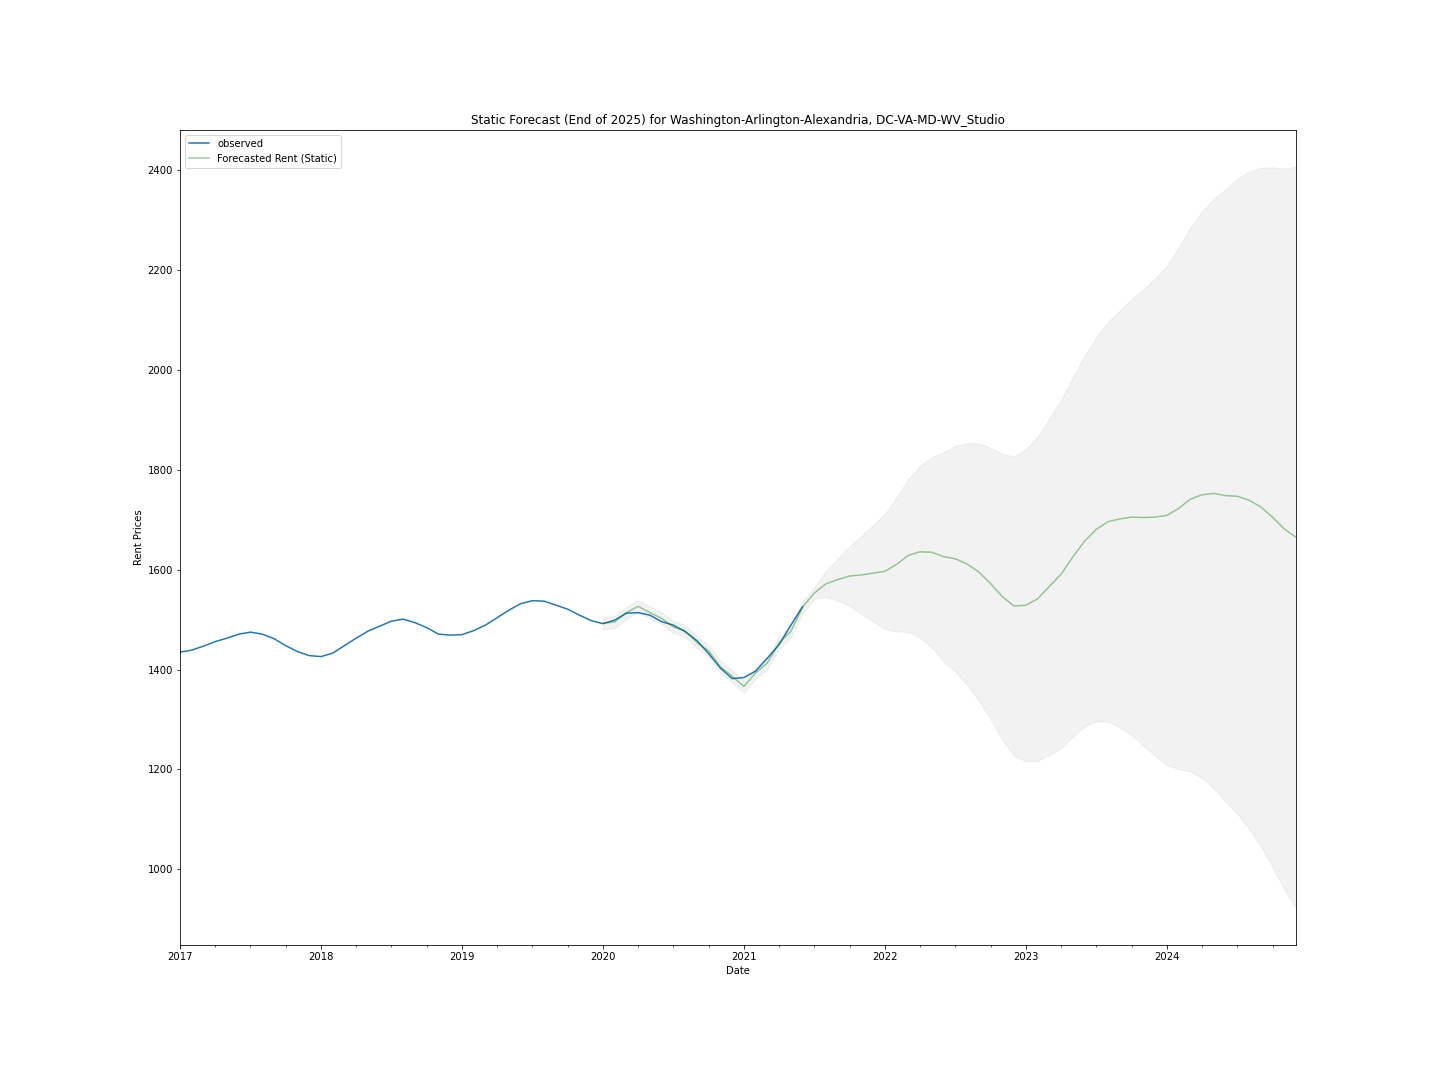 Static Forecast (End of 2025) for Washington-Arlington-Alexandria, DC-VA-MD-WV_Studio
observed
Forecasted Rent (Static)
2400
2200
2000
1800
1600
1400
1200
1000
Rent Prices
2017 2018 2019 2020 2021 2022 2023 2024
Date